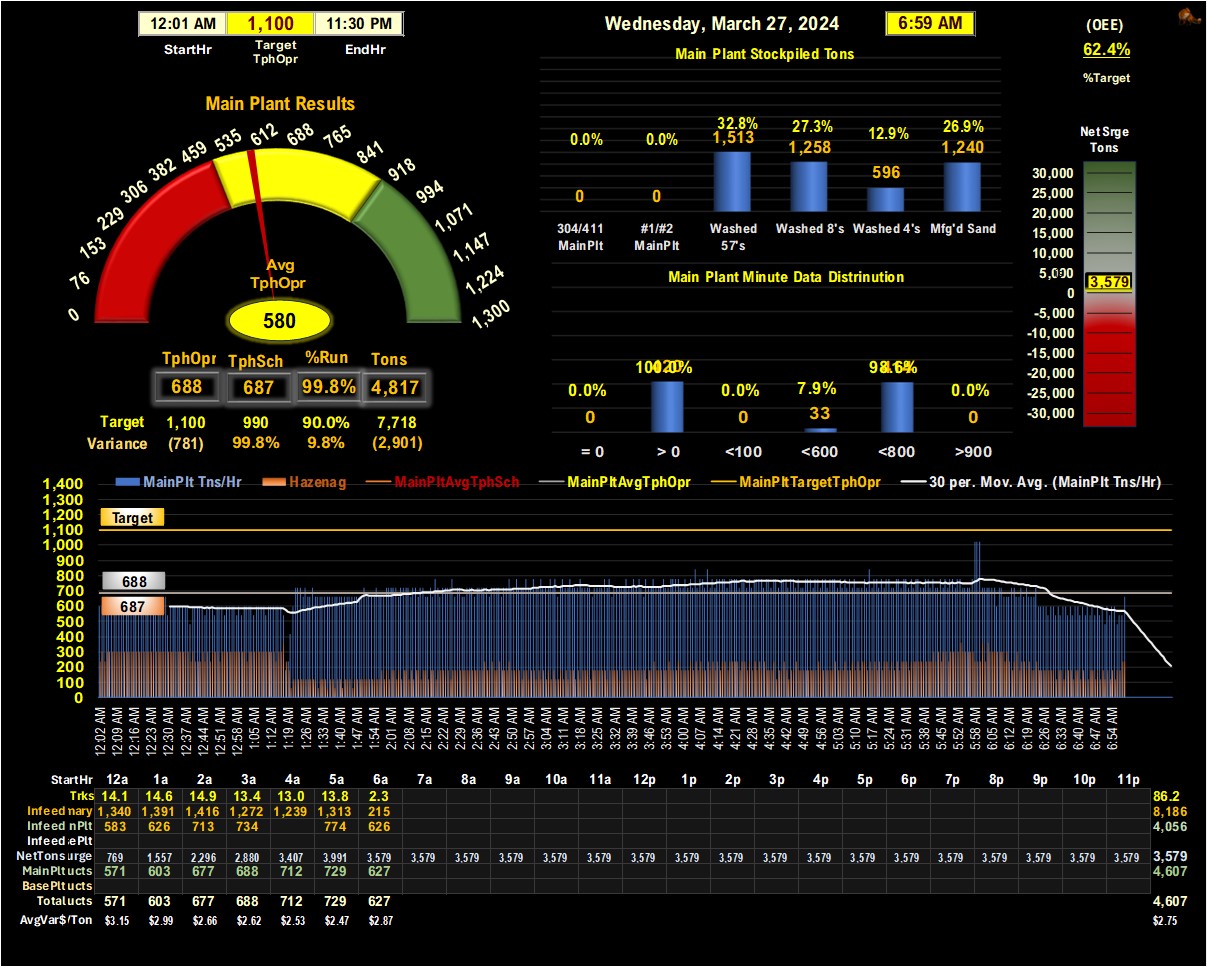 12:01 AM 1,100 11:30 PM
StartHr Target TphOpr EndHr
Wednesday, March 27, 2024 6:59 AM
(OEE)
62.4%
%Target
Main Plant Results
0 76 153 229 306 382 459 535 612 688 765 841 918 994 1,071 1,147 1,224 1,300
Avg
TphOpr
580
TphOpr TphSch %Run Tons
688 687 99.8% 4,817
Target 1,100 990 90.0% 7,718
Variance (781) 99.8% 9.8% (2,901)
Main Plant Stockpiled Tons
0.0% 0.0% 32.8% 27.3% 12.9% 26.9%
0 0 1,513 1,258 596 1,240
304/411 MainPlt #1/#2 MainPlt Washed 57's Washed 8's Washed 4's Mfg'd Sand
Main Plant Minute Data Distrinution
0.0% 100.0% 0.0% 7.9% 98.6% 0.0%
0 0 33 0
= 0 > 0 <100 <600 <800 >900
Net Srge
Tons
30,000
25,000
20,000
15,000
10,000
5,000
3,579
0
-5,000
-10,000
-15,000
-20,000
-25,000
-30,000
MainPlt Tns/Hr Hazenag MainPltAvgTphSch MainPltAvgTphOpr MainPltTargetTphOpr 30 per. Mov. Avg. (MainPlt Tns/Hr)
1,400
1,300
1,200
1,100
1,000
900
800
700
600
500
400
300
200
100
0
Target
688
687
12:02 AM 12:09 AM 12:16 AM 12:23 AM 12:30 AM 12:37 AM 12:44 AM 12:51 AM 12:58 AM 1:05 AM 1:12 AM 1:19 AM 1:26 AM 1:33 AM 1:40 AM 1:47 AM 1:54 AM 2:01 AM 2:08 AM 2:15 AM 2:22 AM 2:29 AM 2:36 AM 2:43 AM 2:50 AM 2:57 AM 3:04 AM 3:11 AM 3:18 AM 3:25 AM 3:32 AM 3:39 AM 3:46 AM 3:53 AM 4:00 AM 4:07 AM 4:14 AM 4:21 AM 4:28 AM 4:35 AM 4:42 AM 4:49 AM 4:56 AM 5:03 AM 5:10 AM 5:17 AM 5:24 AM 5:31 AM 5:38 AM 5:45 AM 5:52 AM 5:58 AM 6:05 AM 6:12 AM 6:19 AM 6:26 AM 6:33 AM 6:40 AM 6:47 AM 6:54 AM
StartHr 12a 1a 2a 3a 4a 5a 6a 7a 8a 9a 10a 11a 12p 1p 2p 3p 4p 5p 6p 7p 8p 9p 10p 11p
Trks 14.1 14.6 14.9 13.4 13.0 13.8 2.3 86.2
Infeed nary 1,340 1,391 1,416 1,272 1,239 1,313 215 8,186
Infeed nPlt 583 626 713 734 774 626 4,056
Infeed ePlt
NetTons urge 769 1,557 2,296 2,880 3,407 3,991 3,579 3,579 3,579 3,579 3,579 3,579 3,579 3,579 3,579 3,579 3,579 3,579 3,579 3,579 3,579 3,579 3,579 3,579 3,579
MainPlt ucts 571 603 677 688 712 729 627 4,607
BasePlt ucts
Total ucts 571 603 677 688 712 729 627 4,607
AvgVar$/Ton $3.15 $2.99 $2.66 $2.62 $2.53 $2.47 $2.87 $2.75